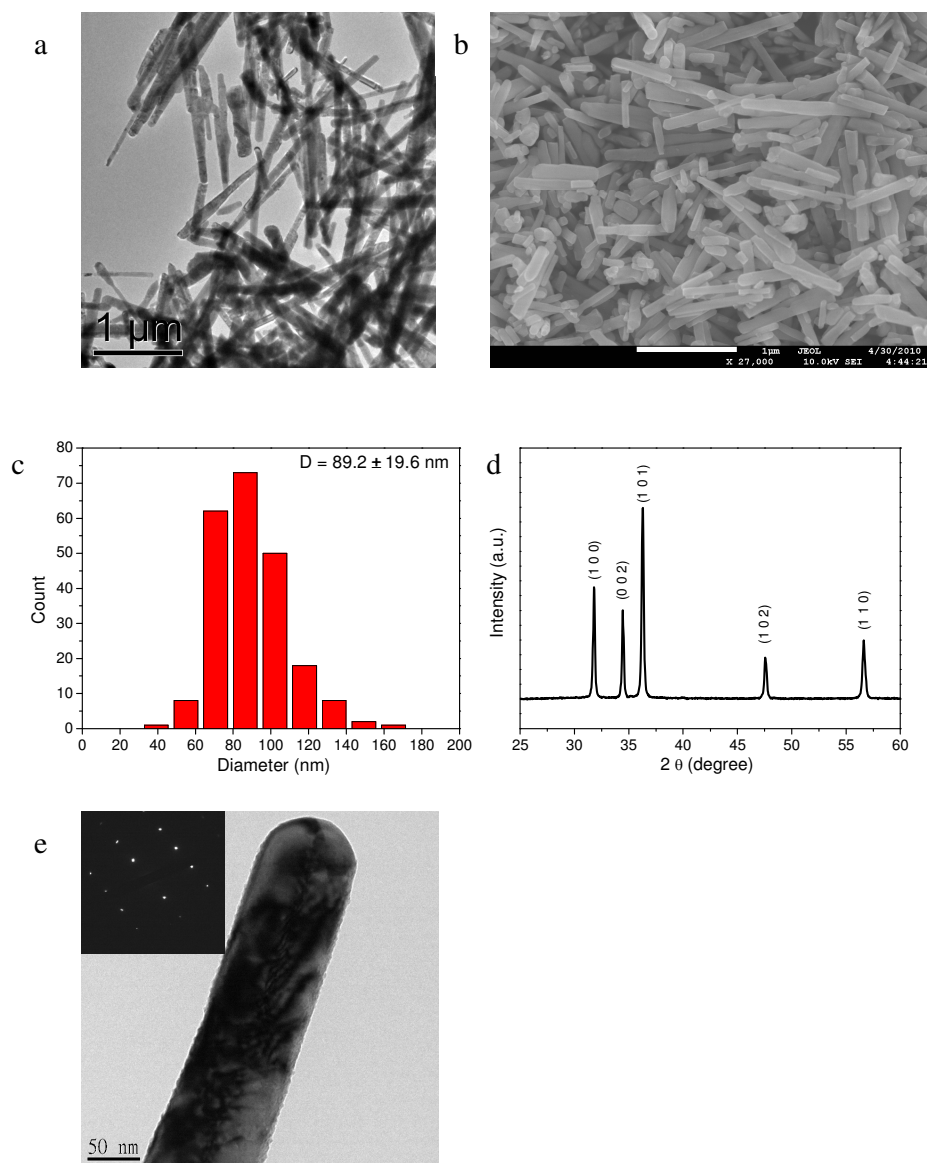 a
1 μm
b
1μm JEOL 4/30/2010
X 27,000 10.0kV SEI 4:44:21
c
D = 89.2 ± 19.6 nm
Count
80
70
60
50
40
30
20
10
0
0 20 40 60 80 100 120 140 160 180 200
Diameter (nm)
d
Intensity (a.u.)
(1 0 0)
(0 0 2)
(1 0 1)
(1 0 2)
(1 1 0)
25 30 35 40 45 50 55 60
2 θ (degree)
e
50 nm